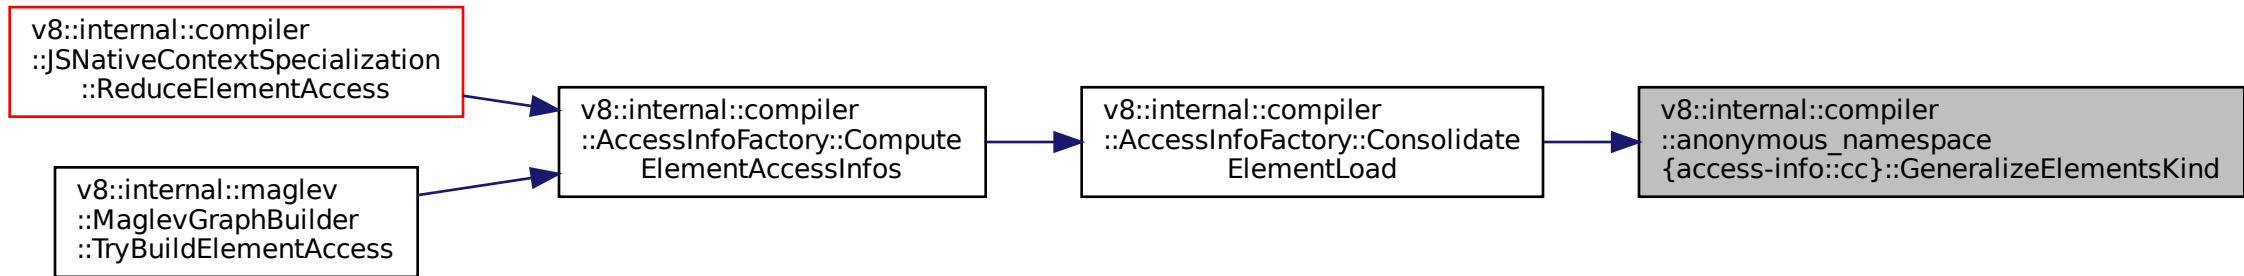 v8::internal::compiler
::JSNativeContextSpecialization
::ReduceElementAccess
v8::internal::maglev
::MaglevGraphBuilder
::TryBuildElementAccess
v8::internal::compiler
::AccessInfoFactory::Compute
ElementAccessInfos
v8::internal::compiler
::AccessInfoFactory::Consolidate
ElementLoad
v8::internal::compiler
::anonymous_namespace
{access-info::cc}::GeneralizeElementsKind